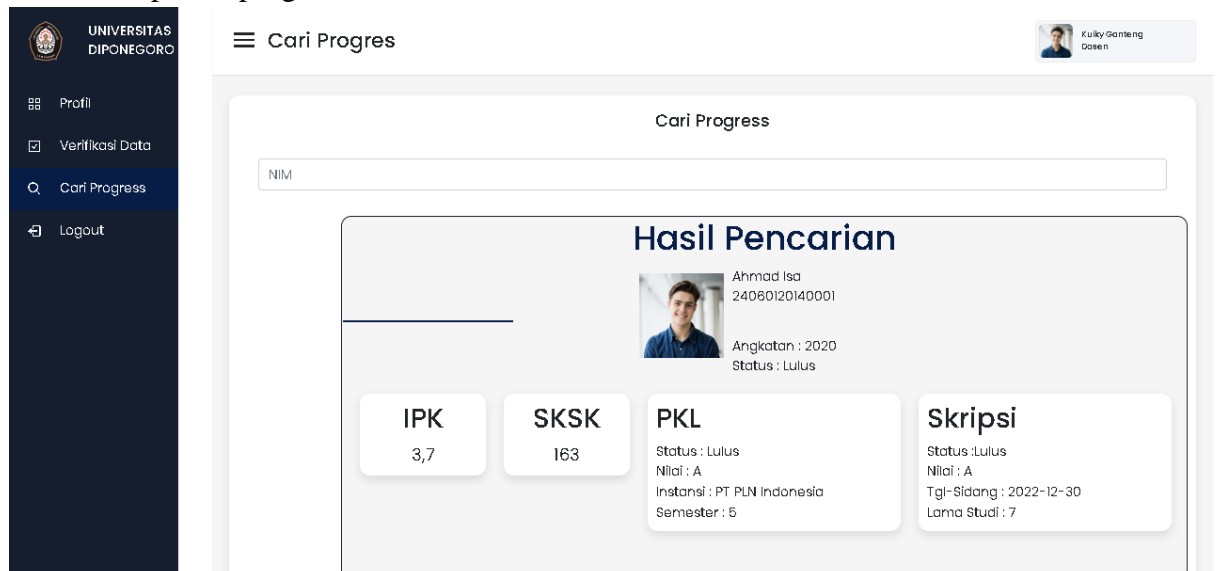 UNIVERSITAS
DIPONEGORO
Profil
Verifikasi Data
Cari Progress
Logout
Cari Progres
Kuiky Ganteng
Dosen
Cari Progress
NIM
Hasil Pencarian
Ahmad Isa
24060120140001
Angkatan : 2020
Status : Lulus
IPK
3,7
SKSK
163
PKL
Status : Lulus
Nilai : A
Instansi : PT PLN Indonesia
Semester : 5
Skripsi
Status :Lulus
Nilai : A
Tgl-Sidang : 2022-12-30
Lama Studi : 7